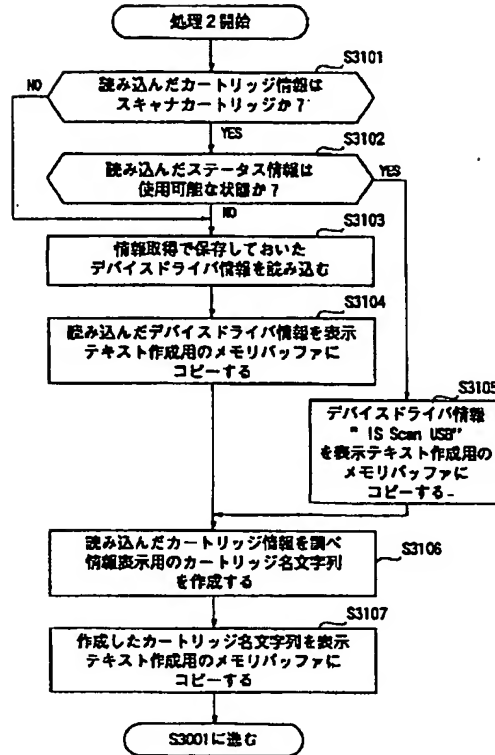 処理2開始
S3101
読み込んだカートリッジ情報は
スキャナカートリッジか?
NO
YES
S3102
読み込んだステータス情報は
使用可能な状態か?
YES
NO
S3103
情報取得で保存しておいた
デバイスドライバ情報を読み込む
S3104
読み込んだデバイスドライバ情報を表示
テキスト作成用のメモリバッファに
コピーする
S3105
デバイスドライバ情報
"IS Scan USB"
を表示テキスト作成用の
メモリバッファに
コピーする
S3106
読み込んだカートリッジ情報を調べ
情報表示用のカートリッジ名文字列
を作成する
S3107
作成したカートリッジ名文字列を表示
テキスト作成用のメモリバッファに
コピーする
S3001に進む